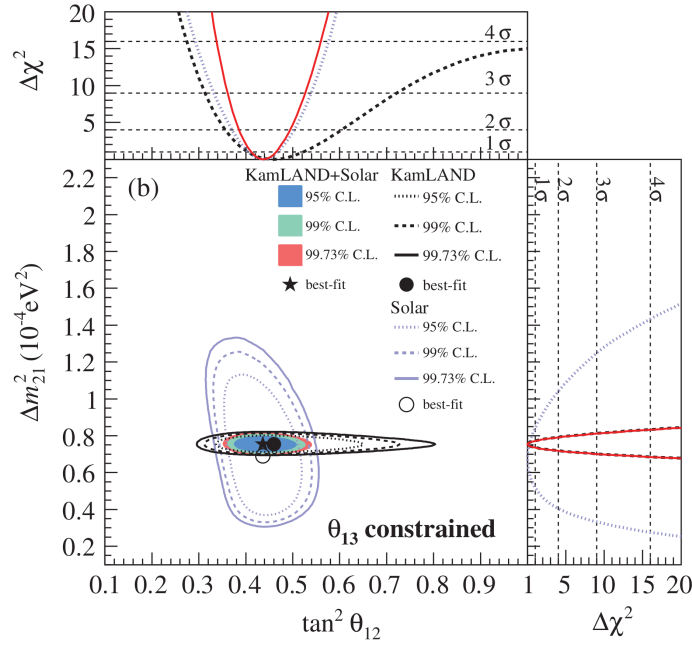 20
15
10
5
Δχ²
4 σ
3 σ
2 σ
1 σ
(b)
KamLAND+Solar
95% C.L.
99% C.L.
99.73% C.L.
best-fit
KamLAND
95% C.L.
99% C.L.
99.73% C.L.
best-fit
Solar
95% C.L.
99% C.L.
99.73% C.L.
best-fit
θ₁₃ constrained
2.2
2
1.8
1.6
1.4
1.2
1
0.8
0.6
0.4
0.2
Δm²₂₁ (10⁻⁴eV²)
1σ
2σ
3σ
4σ
0.1 0.2 0.3 0.4 0.5 0.6 0.7 0.8 0.9 1 5 10 15 20
tan² θ₁₂
Δχ²